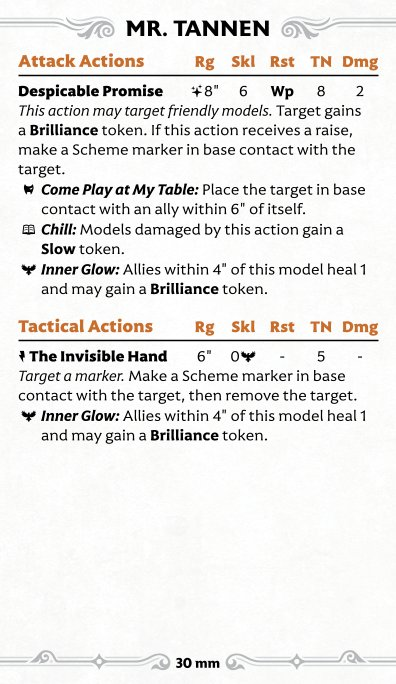 MR. TANNEN
Attack Actions Rg Skl Rst TN Dmg
Despicable Promise 8" 6 Wp 8 2
This action may target friendly models. Target gains
a Brilliance token. If this action receives a raise,
make a Scheme marker in base contact with the
target.
Come Play at My Table: Place the target in base
contact with an ally within 6" of itself.
Chill: Models damaged by this action gain a
Slow token.
Inner Glow: Allies within 4" of this model heal 1
and may gain a Brilliance token.
Tactical Actions Rg Skl Rst TN Dmg
The Invisible Hand 6" 0 - 5 -
Target a marker. Make a Scheme marker in base
contact with the target, then remove the target.
Inner Glow: Allies within 4" of this model heal 1
and may gain a Brilliance token.
30 mm